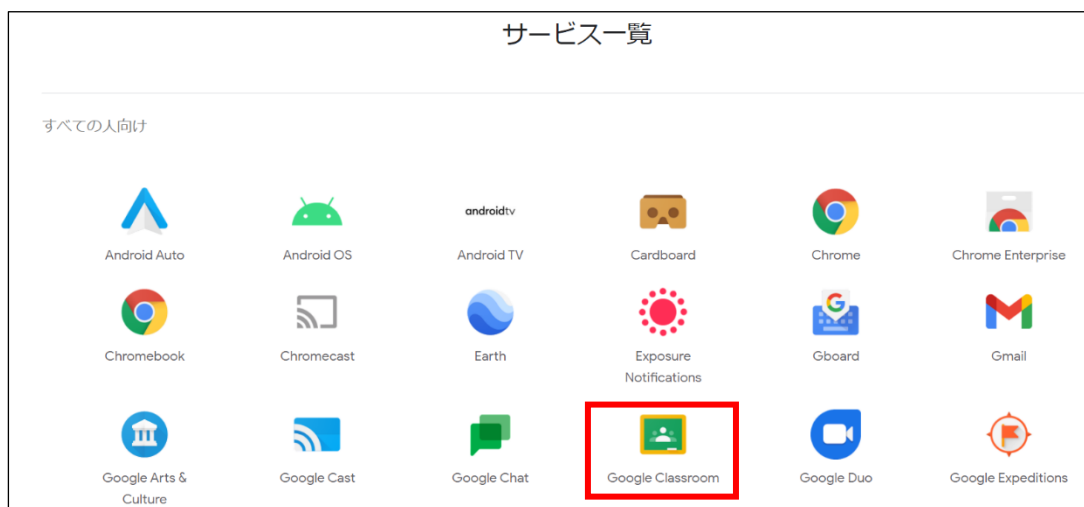 サービス一覧
すべての人向け
androidtv
Android Auto
Android OS
Android TV
Cardboard
Chrome
Chrome Enterprise
G
Chromebook
Chromecast
Earth
Exposure
Notifications
Gboard
Gmail
Google Arts &
Culture
Google Cast
Google Chat
Google Classroom
Google Duo
Google Expeditions